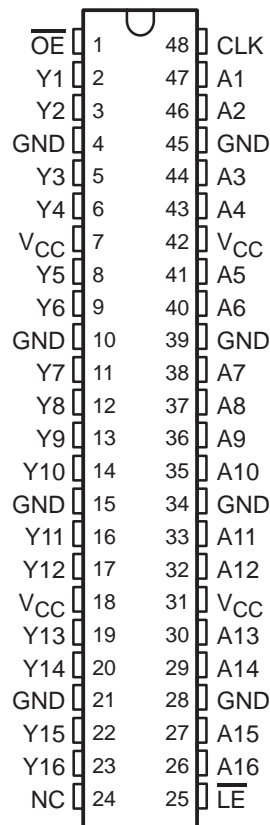 OE 1 48 CLK
Y1 2 47 A1
Y2 3 46 A2
GND 4 45 GND
Y3 5 44 A3
Y4 6 43 A4
VCC 7 42 VCC
Y5 8 41 A5
Y6 9 40 A6
GND 10 39 GND
Y7 11 38 A7
Y8 12 37 A8
Y9 13 36 A9
Y10 14 35 A10
GND 15 34 GND
Y11 16 33 A11
Y12 17 32 A12
VCC 18 31 VCC
Y13 19 30 A13
Y14 20 29 A14
GND 21 28 GND
Y15 22 27 A15
Y16 23 26 A16
NC 24 25 LE